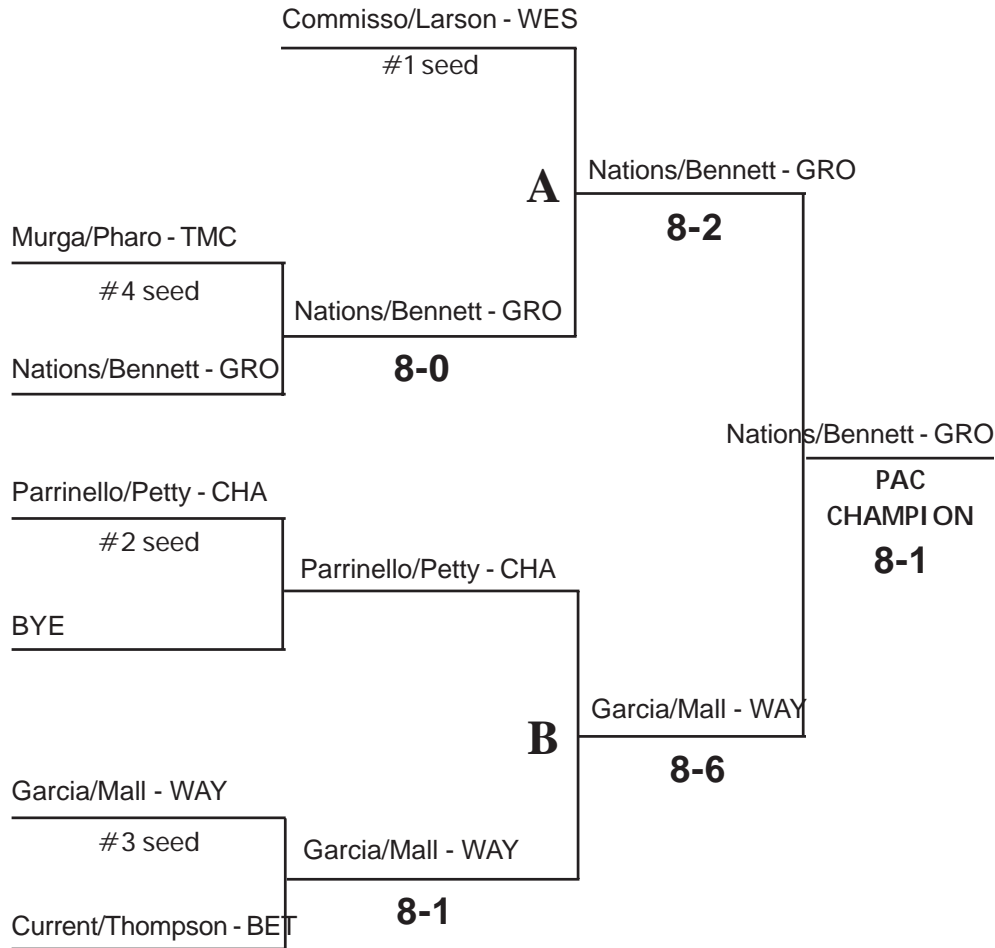 Commisso/Larson - WES
#1 seed
A
Nations/Bennett - GRO
8-2
Murga/Pharo - TMC
#4 seed
Nations/Bennett - GRO
8-0
Nations/Bennett - GRO
Nations/Bennett - GRO
PAC
CHAMPION
8-1
Parrinello/Petty - CHA
#2 seed
Parrinello/Petty - CHA
BYE
B
Garcia/Mall - WAY
8-6
Garcia/Mall - WAY
#3 seed
Garcia/Mall - WAY
8-1
Current/Thompson - BET